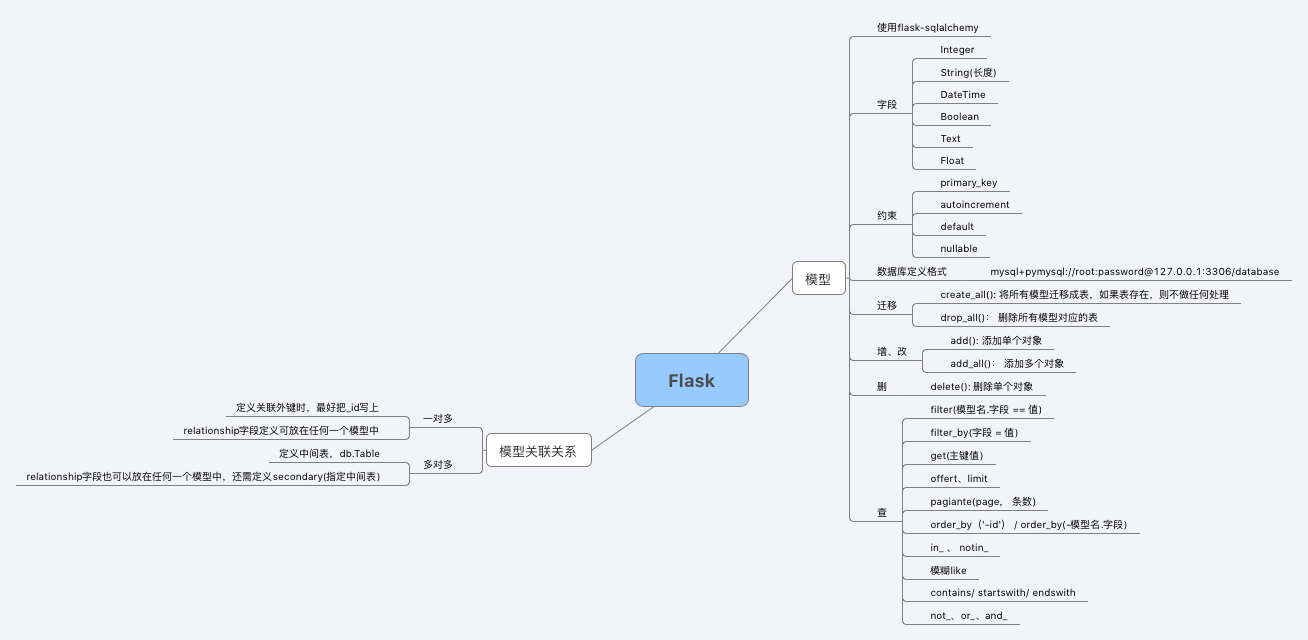 Flask
模型
使用flask-sqlalchemy
字段
Integer
String(长度)
DateTime
Boolean
Text
Float
约束
primary_key
autoincrement
default
nullable
数据库定义格式
mysql+pymysql://root:password@127.0.0.1:3306/database
迁移
create_all(): 将所有模型迁移成表，如果表存在，则不做任何处理
drop_all()： 删除所有模型对应的表
增、改
add(): 添加单个对象
add_all()： 添加多个对象
删
delete(): 删除单个对象
查
filter(模型名.字段 == 值)
filter_by(字段 = 值)
get(主键值)
offert、limit
pagiante(page， 条数)
order_by（'-id'） / order_by(-模型名.字段)
in_ 、 notin_
模糊like
contains/ startswith/ endswith
not_、or_、and_
模型关联关系
一对多
定义关联外键时，最好把_id写上
relationship字段定义可放在任何一个模型中
多对多
定义中间表，db.Table
relationship字段也可以放在任何一个模型中，还需定义secondary(指定中间表)